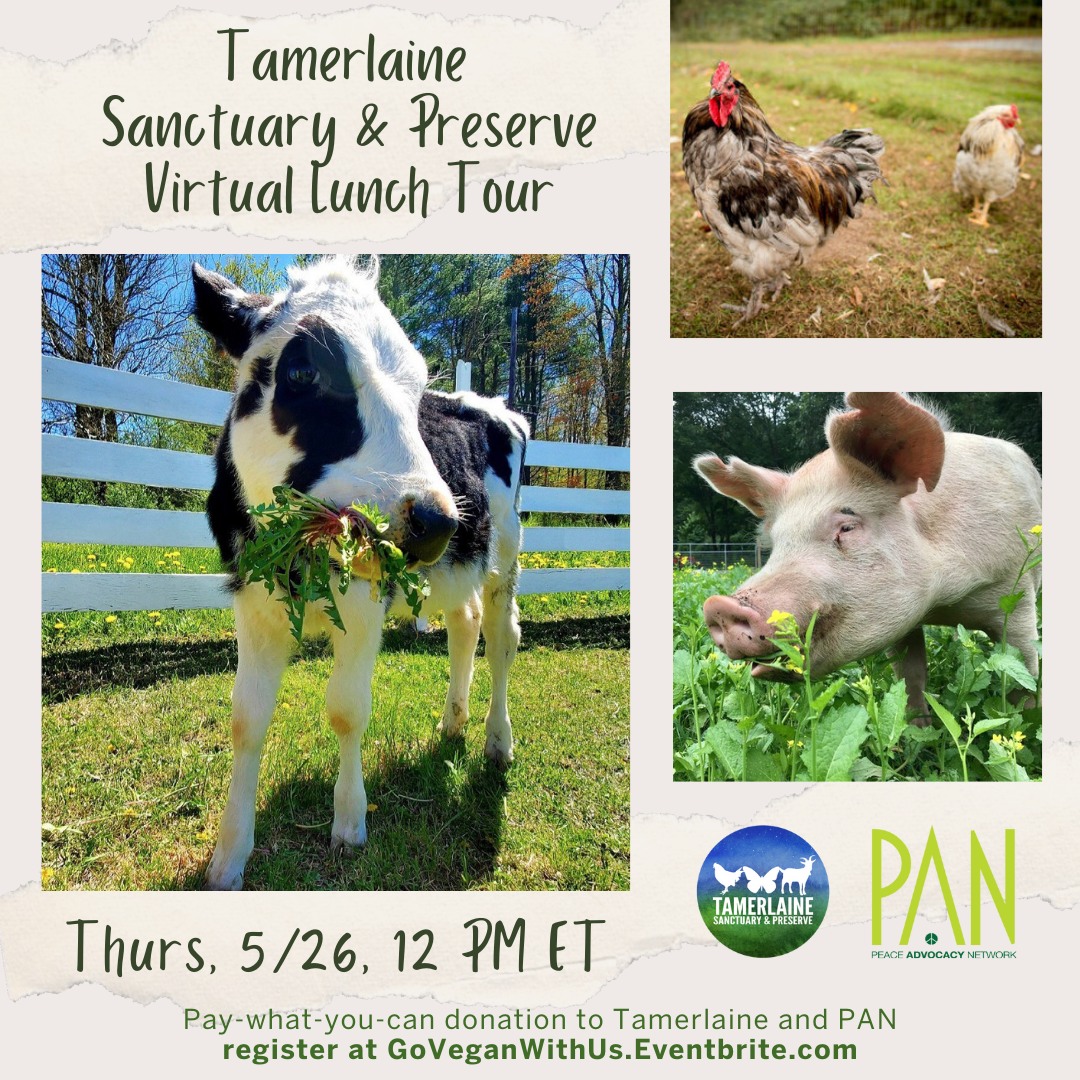 Tamerlaine
Sanctuary & Preserve
Virtual Lunch Tour
TAMERLAINE
SANCTUARY & PRESERVE
PAN
PEACE ADVOCACY NETWORK
Thurs, 5/26, 12 PM ET
Pay-what-you-can donation to Tamerlaine and PAN
register at GoVeganWithUs.Eventbrite.com